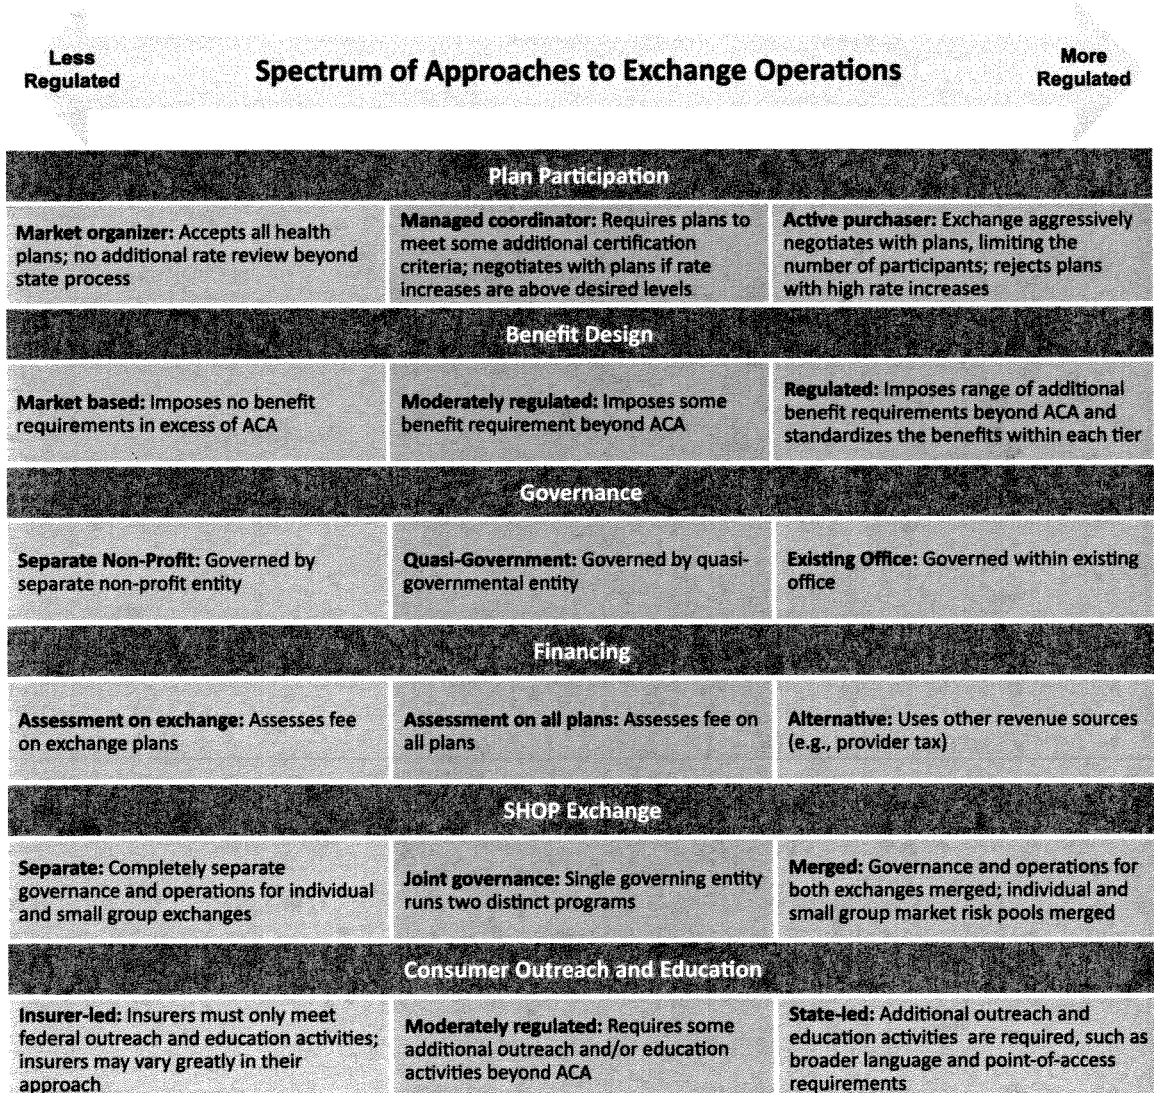 Less
Regulated
Spectrum of Approaches to Exchange Operations
More
Regulated
Plan Participation
Market organizer: Accepts all health
plans; no additional rate review beyond
state process
Managed coordinator: Requires plans to
meet some additional certification
criteria; negotiates with plans if rate
increases are above desired levels
Active purchaser: Exchange aggressively
negotiates with plans, limiting the
number of participants; rejects plans
with high rate increases
Benefit Design
Market based: Imposes no benefit
requirements in excess of ACA
Moderately regulated: Imposes some
benefit requirement beyond ACA
Regulated: Imposes range of additional
benefit requirements beyond ACA and
standardizes the benefits within each tier
Governance
Separate Non-Profit: Governed by
separate non-profit entity
Quasi-Government: Governed by quasi-
governmental entity
Existing Office: Governed within existing
office
Financing
Assessment on exchange: Assesses fee
on exchange plans
Assessment on all plans: Assesses fee on
all plans
Alternative: Uses other revenue sources
(e.g., provider tax)
SHOP Exchange
Separate: Completely separate
governance and operations for individual
and small group exchanges
Joint governance: Single governing entity
runs two distinct programs
Merged: Governance and operations for
both exchanges merged; individual and
small group market risk pools merged
Consumer Outreach and Education
Insurer-led: Insurers must only meet
federal outreach and education activities;
insurers may vary greatly in their
approach
Moderately regulated: Requires some
additional outreach and/or education
activities beyond ACA
State-led: Additional outreach and
education activities are required, such as
broader language and point-of-access
requirements